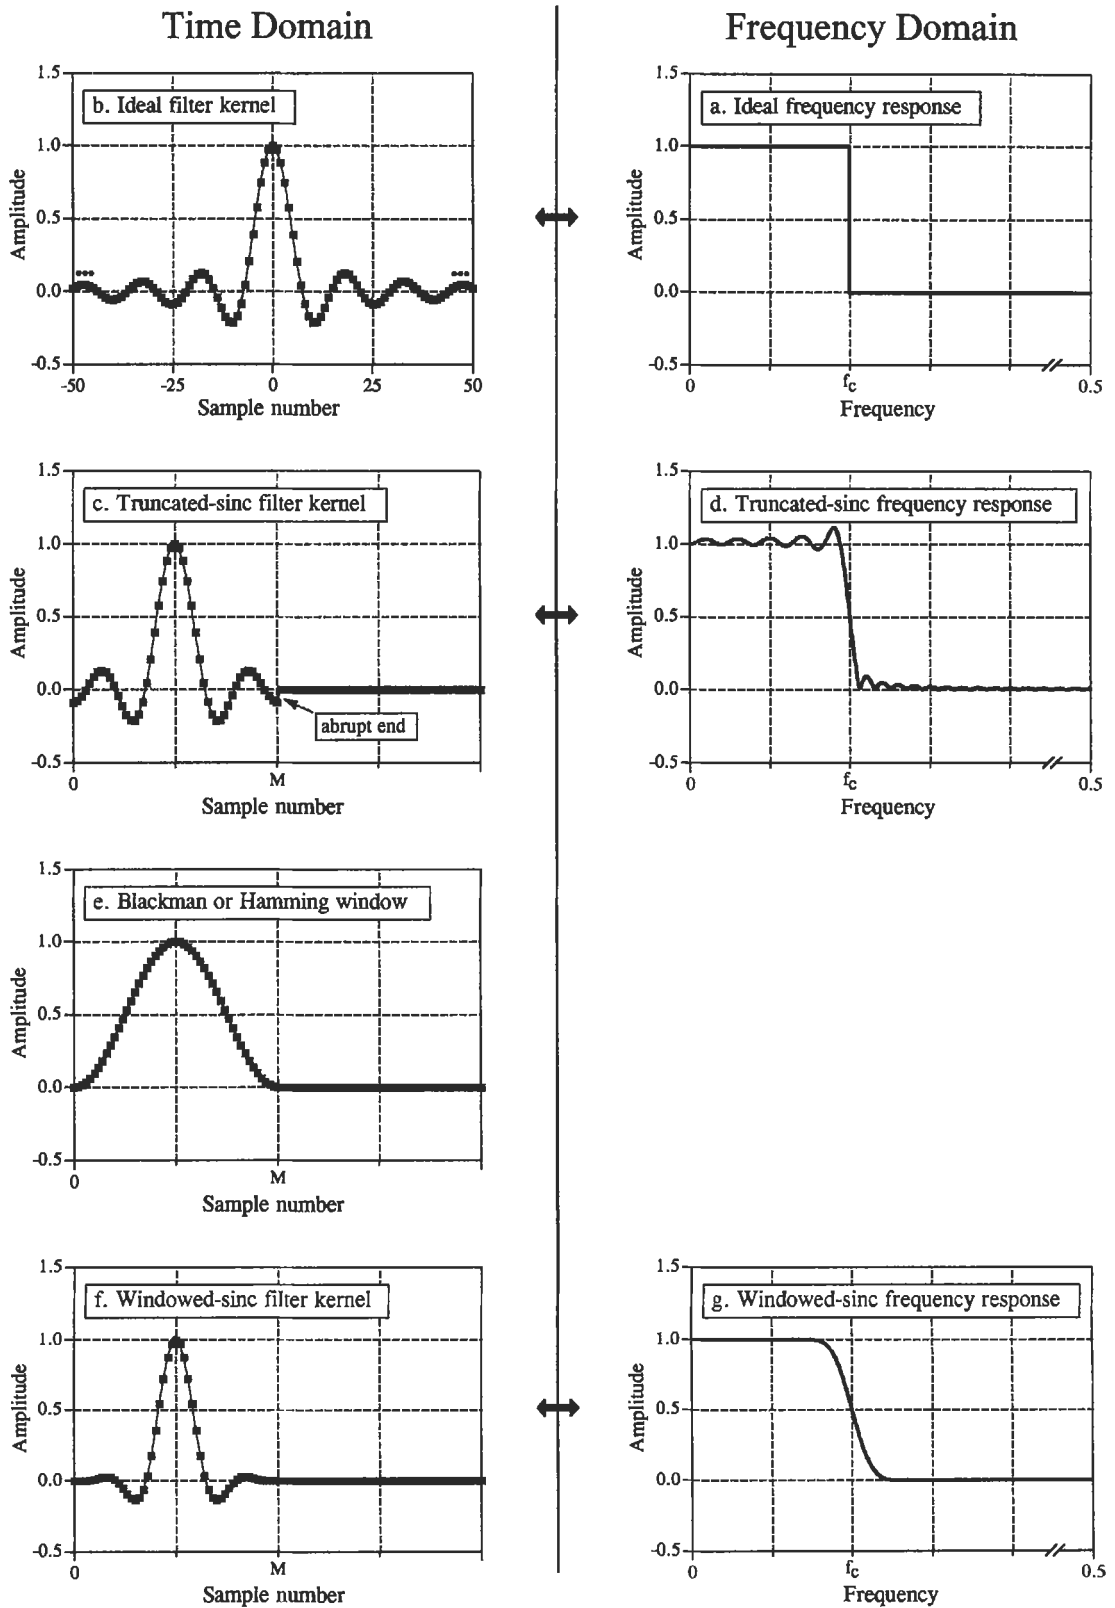 Time Domain
Frequency Domain
b. Ideal filter kernel
1.5
1.0
0.5
0.0
-0.5
Amplitude
-50
-25
0
25
50
Sample number
a. Ideal frequency response
1.5
1.0
0.5
0.0
-0.5
Amplitude
0
fc
0.5
Frequency
c. Truncated-sinc filter kernel
1.5
1.0
0.5
0.0
-0.5
Amplitude
abrupt end
0
M
Sample number
d. Truncated-sinc frequency response
1.5
1.0
0.5
0.0
-0.5
Amplitude
0
fc
0.5
Frequency
e. Blackman or Hamming window
1.5
1.0
0.5
0.0
-0.5
Amplitude
0
M
Sample number
f. Windowed-sinc filter kernel
1.5
1.0
0.5
0.0
-0.5
Amplitude
0
M
Sample number
g. Windowed-sinc frequency response
1.5
1.0
0.5
0.0
-0.5
Amplitude
0
fc
0.5
Frequency